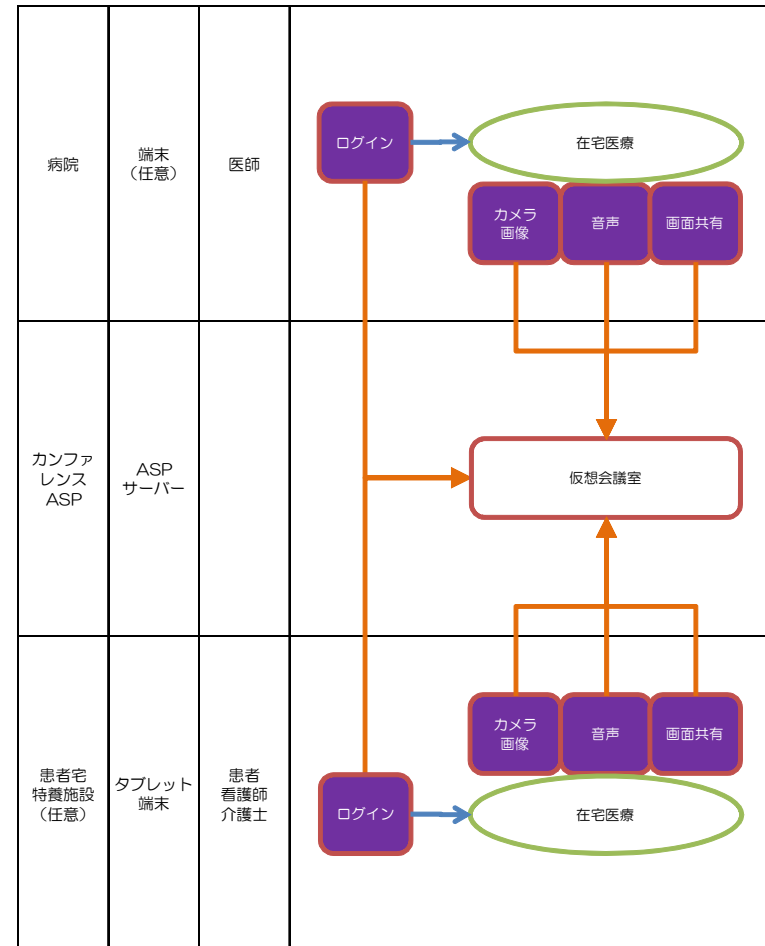 病院
端末
（任意）
医師
ログイン
在宅医療
カメラ
画像
音声
画面共有
カンファ
レンス
ASP
ASP
サーバー
仮想会議室
患者宅
特養施設
（任意）
タブレット
端末
患者
看護師
介護士
カメラ
画像
音声
画面共有
ログイン
在宅医療